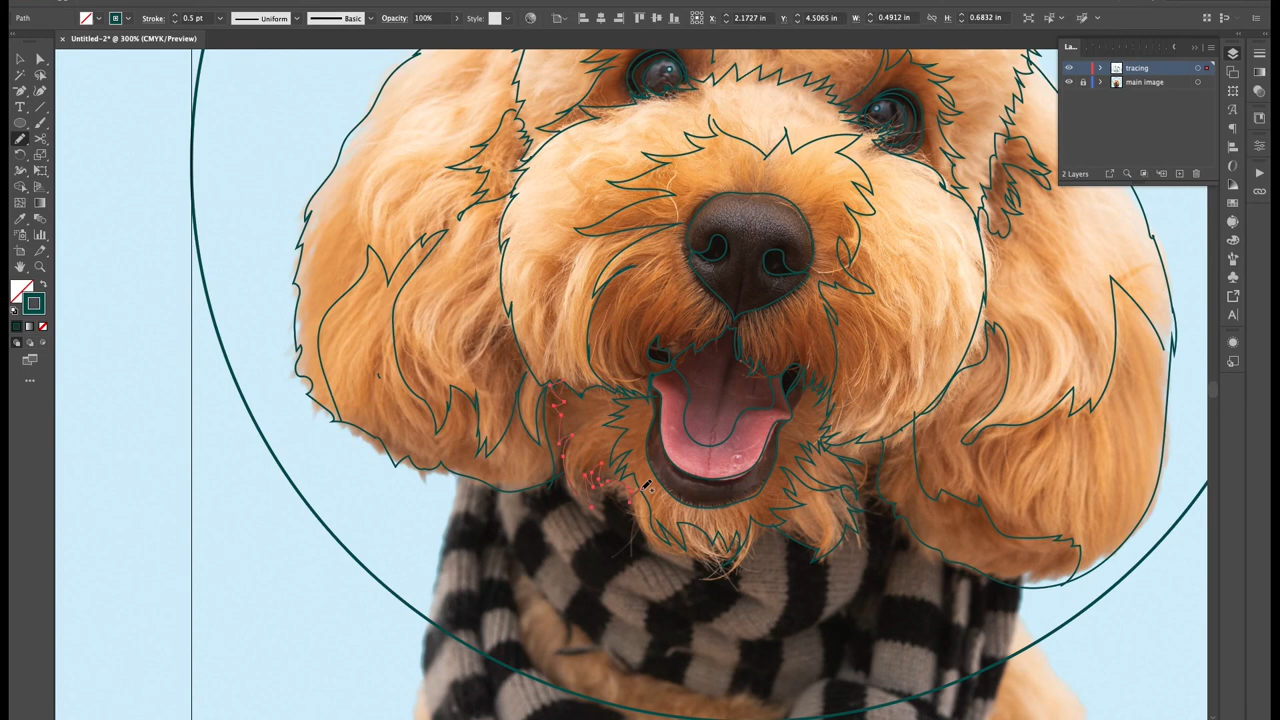 Path Stroke: 0.5 pt Uniform Basic Opacity: 100% Style: X: 2.1727 in Y: 4.5065 in W: 0.4912 in H: 0.6832 in
× Untitled-2* @ 300% (CMYK/Preview)
La...
tracing
main image
2 Layers